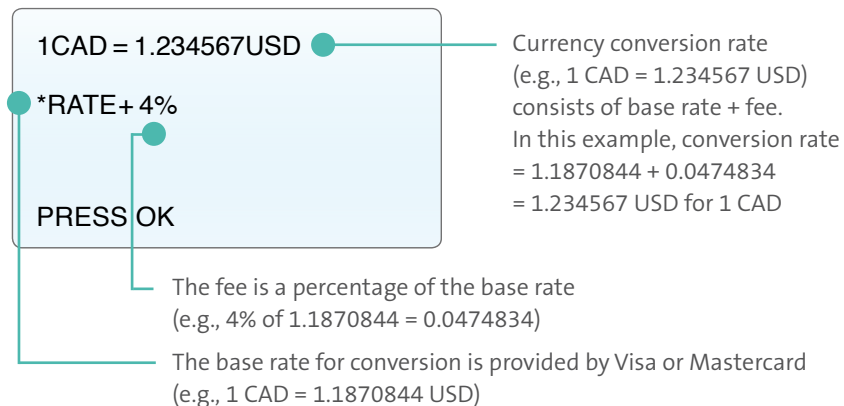 1CAD = 1.234567USD
*RATE+ 4%
PRESS OK
Currency conversion rate
(e.g., 1 CAD = 1.234567 USD)
consists of base rate + fee.
In this example, conversion rate
= 1.1870844 + 0.0474834
= 1.234567 USD for 1 CAD
The fee is a percentage of the base rate
(e.g., 4% of 1.1870844 = 0.0474834)
The base rate for conversion is provided by Visa or Mastercard
(e.g., 1 CAD = 1.1870844 USD)